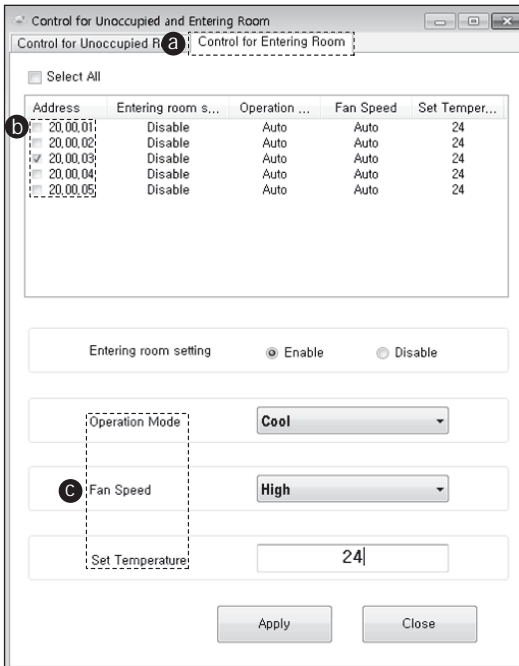 Control for Unoccupied and Entering Room
Control for Unoccupied R a Control for Entering Room
Select All
Address Entering room s... Operation ... Fan Speed Set Temper...
b 20,00,01 Disable Auto Auto 24
20,00,02 Disable Auto Auto 24
20,00,03 Disable Auto Auto 24
20,00,04 Disable Auto Auto 24
20,00,05 Disable Auto Auto 24
Entering room setting Enable Disable
Operation Mode Cool
c Fan Speed High
Set Temperature 24
Apply Close